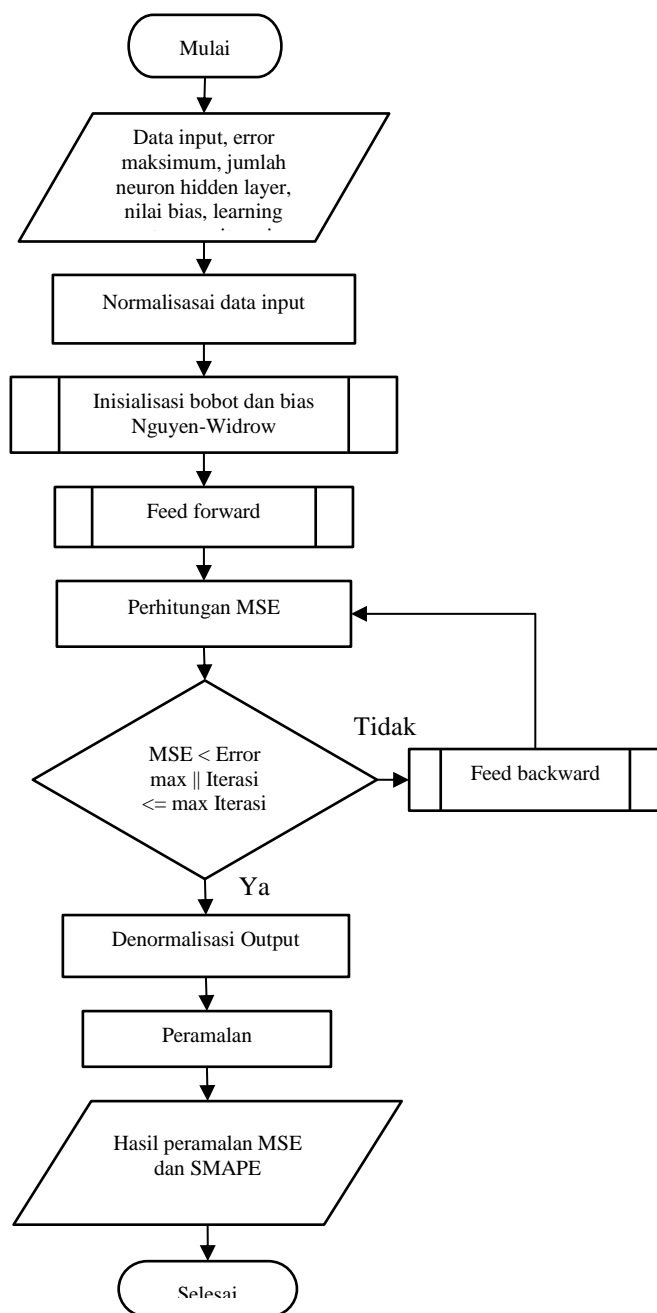 Mulai
Data input, error
maksimum, jumlah
neuron hidden layer,
nilai bias, learning
Normalisasai data input
Inisialisasi bobot dan bias
Nguyen-Widrow
Feed forward
Perhitungan MSE
MSE < Error
max || Iterasi
<= max Iterasi
Tidak
Feed backward
Ya
Denormalisasi Output
Peramalan
Hasil peramalan MSE
dan SMAPE
Selesai